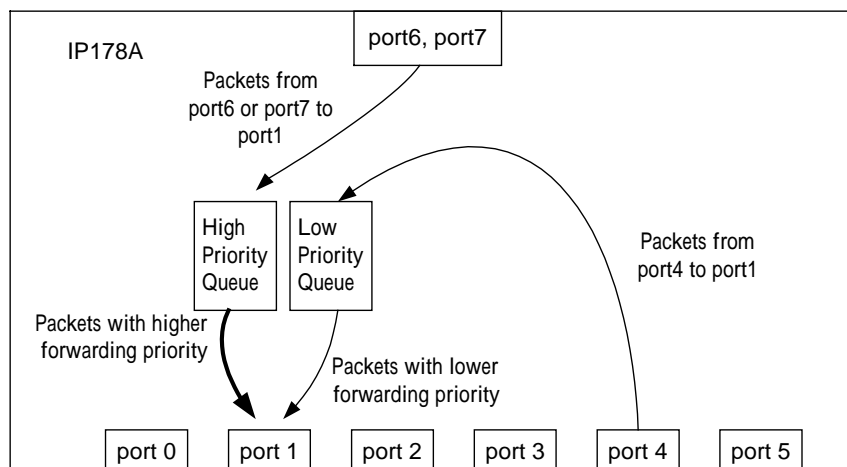 IP178A
port6, port7
Packets from
port6 or port7 to
port1
High
Priority
Queue
Low
Priority
Queue
Packets from
port4 to port1
Packets with higher
forwarding priority
Packets with lower
forwarding priority
port 0
port 1
port 2
port 3
port 4
port 5